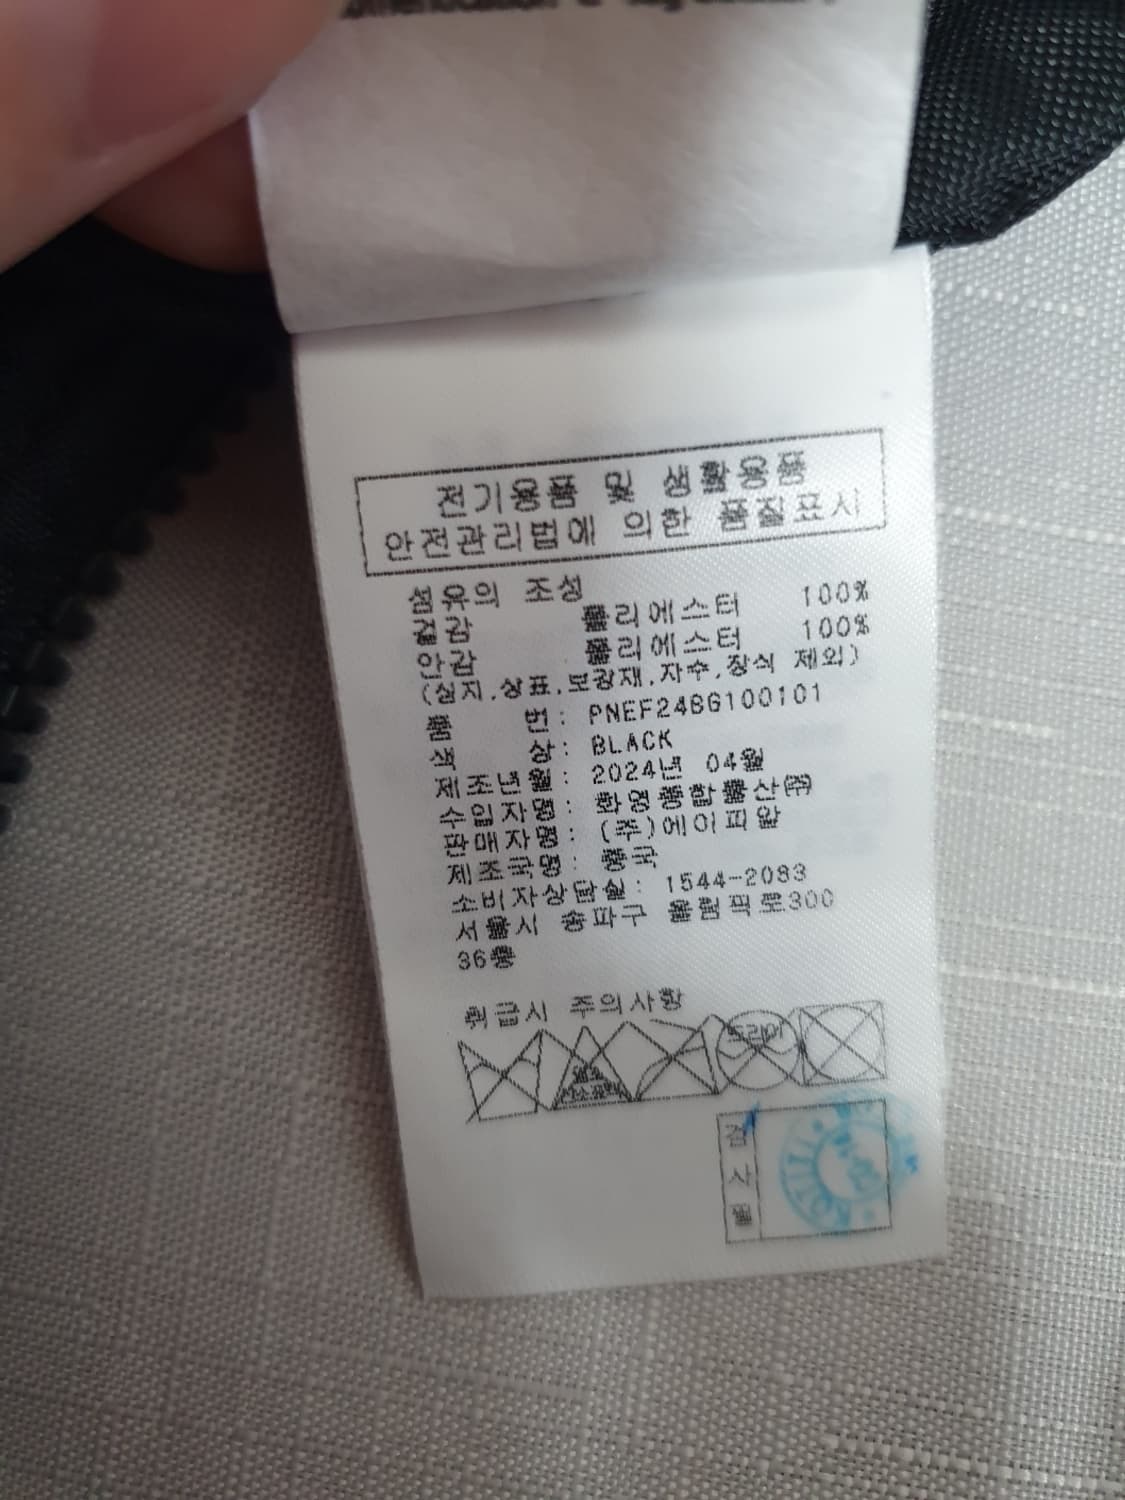 전기용품 및 생활용품
안전관리법에 의한 품질표시
섬유의 조성
겉감 폴리에스터 100%
안감 폴리에스터 100%
(심지,상표,보강재,자수,장식 제외)
품 번: PNEF24BG100101
색 상: BLACK
제조년월: 2024년 04월
수입자명: 화영종합물산㈜
판매자명: (주)에이피알
제조국명: 중국
소비자상담실: 1544-2083
서울시 송파구 올림픽로300
36층
취급시 주의사항
드라이
검사필